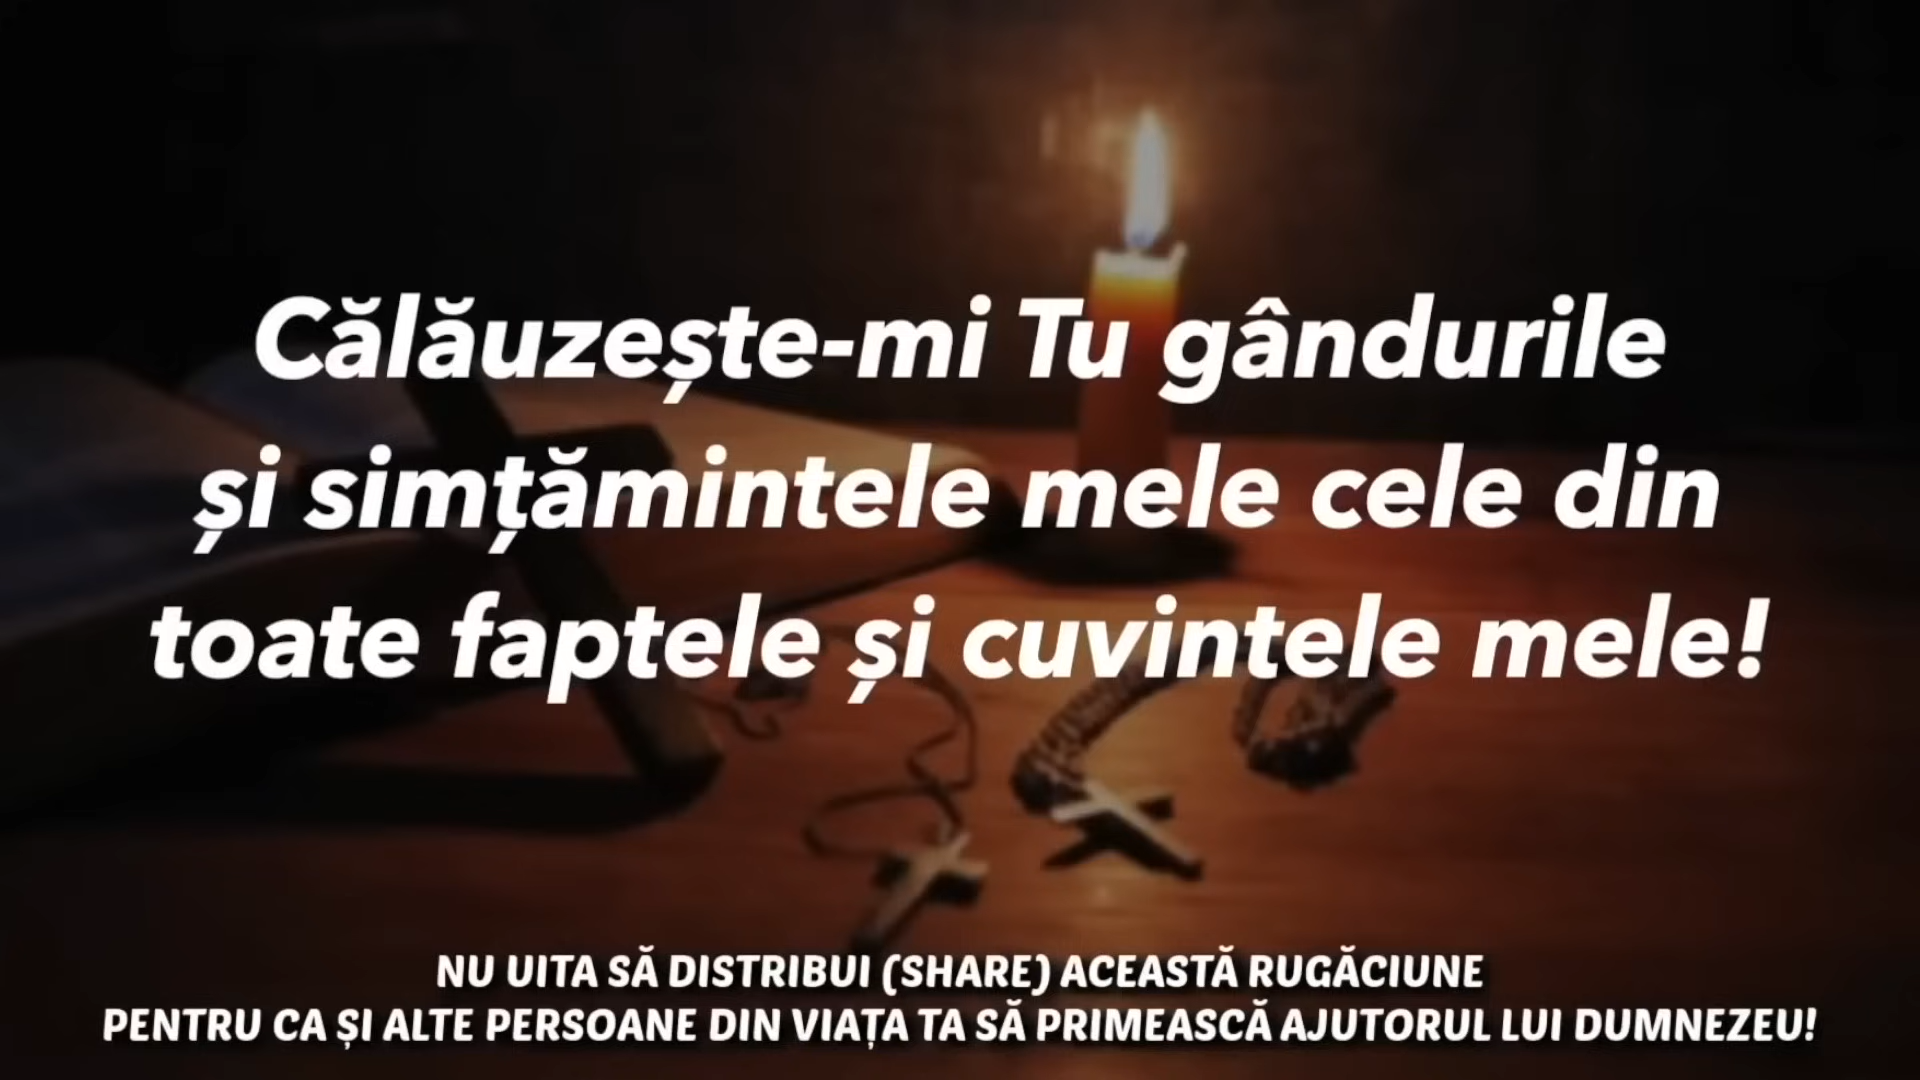 Călăuzește-mi Tu gândurile
și simțămintele mele cele din
toate faptele și cuvintele mele!
NU UITA SĂ DISTRIBUI (SHARE) ACEASTĂ RUGĂCIUNE
PENTRU CA ȘI ALTE PERSOANE DIN VIAȚA TA SĂ PRIMEASCĂ AJUTORUL LUI DUMNEZEU!